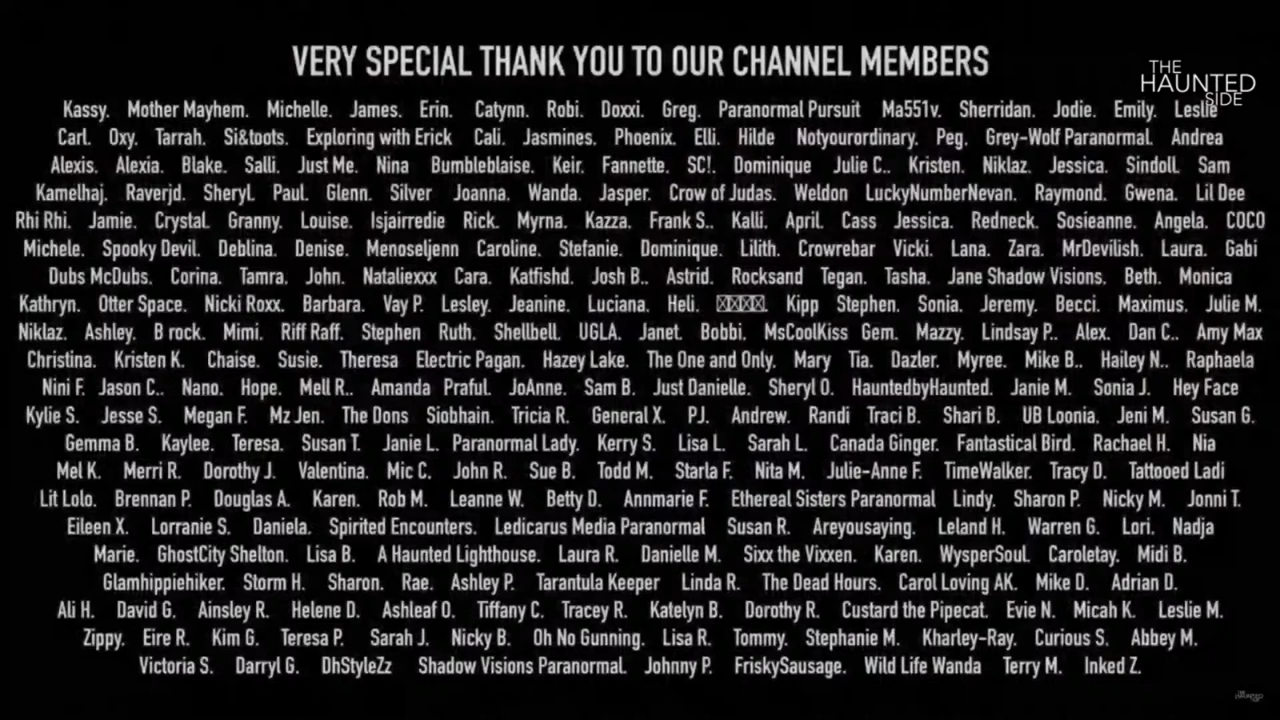 VERY SPECIAL THANK YOU TO OUR CHANNEL MEMBERS
THE
HAUNTED
SIDE
Kassy. Mother Mayhem. Michelle. James. Erin. Catynn. Robi. Doxxi. Greg. Paranormal Pursuit Ma551v. Sherridan. Jodie. Emily. Leslie
Carl. Oxy. Tarrah. Si&toots. Exploring with Erick Cali. Jasmines. Phoenix. Elli. Hilde Notyourordinary. Peg. Grey-Wolf Paranormal. Andrea
Alexis. Alexia. Blake. Salli. Just Me. Nina Bumbleblaise. Keir. Fannette. SC!. Dominique Julie C.. Kristen. Niklaz. Jessica. Sindoll. Sam
Kamelhaj. Raverjd. Sheryl. Paul. Glenn. Silver Joanna. Wanda. Jasper. Crow of Judas. Weldon LuckyNumberNevan. Raymond. Gwena. Lil Dee
Rhi Rhi. Jamie. Crystal. Granny. Louise. Isjairredie Rick. Myrna. Kazza. Frank S.. Kalli. April. Cass Jessica. Redneck. Sosieanne. Angela. COCO
Michele. Spooky Devil. Deblina. Denise. Menoseljenn Caroline. Stefanie. Dominique. Lilith. Crowrebar Vicki. Lana. Zara. MrDevilish. Laura. Gabi
Dubs McDubs. Corina. Tamra. John. Nataliexxx Cara. Katfishd. Josh B.. Astrid. Rocksand Tegan. Tasha. Jane Shadow Visions. Beth. Monica
Kathryn. Otter Space. Nicki Roxx. Barbara. Vay P. Lesley. Jeanine. Luciana. Heli. Kipp Stephen. Sonia. Jeremy. Becci. Maximus. Julie M.
Niklaz. Ashley. B rock. Mimi. Riff Raff. Stephen Ruth. Shellbell. UGLA. Janet. Bobbi. MsCoolKiss Gem. Mazzy. Lindsay P.. Alex. Dan C.. Amy Max
Christina. Kristen K. Chaise. Susie. Theresa Electric Pagan. Hazey Lake. The One and Only. Mary Tia. Dazler. Myree. Mike B.. Hailey N.. Raphaela
Nini F. Jason C.. Nano. Hope. Mell R.. Amanda Praful. JoAnne. Sam B. Just Danielle. Sheryl O. HauntedbyHaunted. Janie M. Sonia J. Hey Face
Kylie S. Jesse S. Megan F. Mz Jen. The Dons Siobhain. Tricia R. General X. PJ. Andrew. Randi Traci B. Shari B. UB Loonia. Jeni M. Susan G.
Gemma B. Kaylee. Teresa. Susan T. Janie L. Paranormal Lady. Kerry S. Lisa L. Sarah L. Canada Ginger. Fantastical Bird. Rachael H. Nia
Mel K. Merri R. Dorothy J. Valentina. Mic C. John R. Sue B. Todd M. Starla F. Nita M. Julie-Anne F. TimeWalker. Tracy D. Tattooed Ladi
Lit Lolo. Brennan P. Douglas A. Karen. Rob M. Leanne W. Betty D. Annmarie F. Ethereal Sisters Paranormal Lindy. Sharon P. Nicky M. Jonni T.
Eileen X. Lorranie S. Daniela. Spirited Encounters. Ledicarus Media Paranormal Susan R. Areyousaying. Leland H. Warren G. Lori. Nadja
Marie. GhostCity Shelton. Lisa B. A Haunted Lighthouse. Laura R. Danielle M. Sixx the Vixxen. Karen. WysperSoul. Caroletay. Midi B.
Glamhippiehiker. Storm H. Sharon. Rae. Ashley P. Tarantula Keeper Linda R. The Dead Hours. Carol Loving AK. Mike D. Adrian D.
Ali H. David G. Ainsley R. Helene D. Ashleaf O. Tiffany C. Tracey R. Katelyn B. Dorothy R. Custard the Pipecat. Evie N. Micah K. Leslie M.
Zippy. Eire R. Kim G. Teresa P. Sarah J. Nicky B. Oh No Gunning. Lisa R. Tommy. Stephanie M. Kharley-Ray. Curious S. Abbey M.
Victoria S. Darryl G. DhStyleZz Shadow Visions Paranormal. Johnny P. FriskySausage. Wild Life Wanda Terry M. Inked Z.